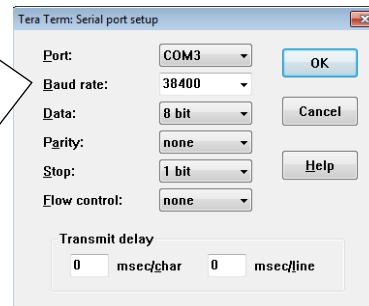 Tera Term: Serial port setup
Port: COM3 OK
Baud rate: 38400
Data: 8 bit Cancel
Parity: none
Stop: 1 bit Help
Flow control: none
Transmit delay
0 msec/char 0 msec/line